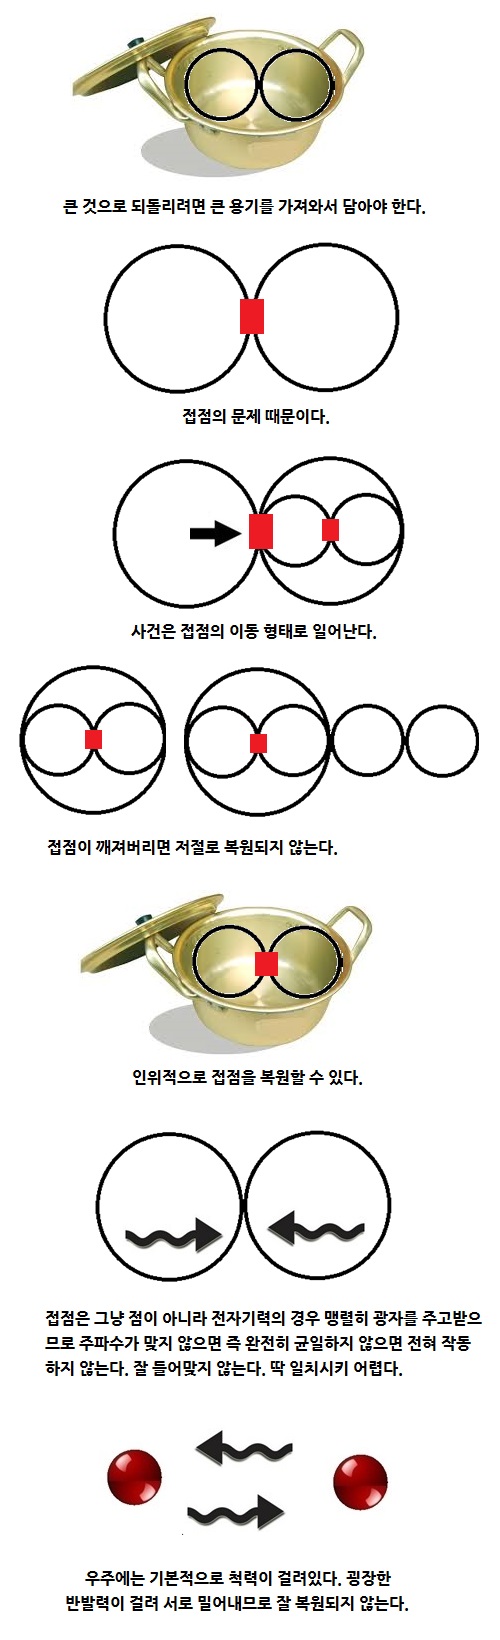 큰 것으로 되돌리려면 큰 용기를 가져와서 담아야 한다.
접점의 문제 때문이다.
사건은 접점의 이동 형태로 일어난다.
접점이 깨져버리면 저절로 복원되지 않는다.
인위적으로 접점을 복원할 수 있다.
접점은 그냥 점이 아니라 전자기력의 경우 맹렬히 광자를 주고받으
므로 주파수가 맞지 않으면 즉 완전히 균일하지 않으면 전혀 작동
하지 않는다. 잘 들어맞지 않는다. 딱 일치시키 어렵다.
우주에는 기본적으로 척력이 걸려있다. 굉장한
반발력이 걸려 서로 밀어내므로 잘 복원되지 않는다.